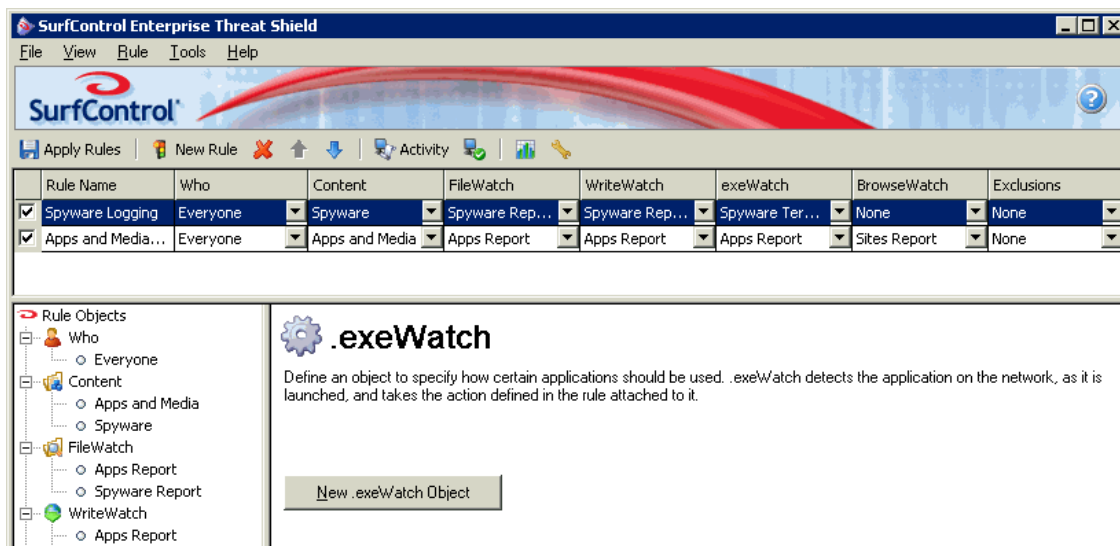 SurfControl Enterprise Threat Shield
File View Rule Tools Help
SurfControl
Apply Rules New Rule Activity
Rule Name Who Content FileWatch WriteWatch exeWatch BrowseWatch Exclusions
Spyware Logging Everyone Spyware Spyware Rep... Spyware Rep... Spyware Ter... None None
Apps and Media... Everyone Apps and Media Apps Report Apps Report Apps Report Sites Report None
Rule Objects
Who
Everyone
Content
Apps and Media
Spyware
FileWatch
Apps Report
Spyware Report
WriteWatch
Apps Report
.exeWatch
Define an object to specify how certain applications should be used. .exeWatch detects the application on the network, as it is
launched, and takes the action defined in the rule attached to it.
New .exeWatch Object